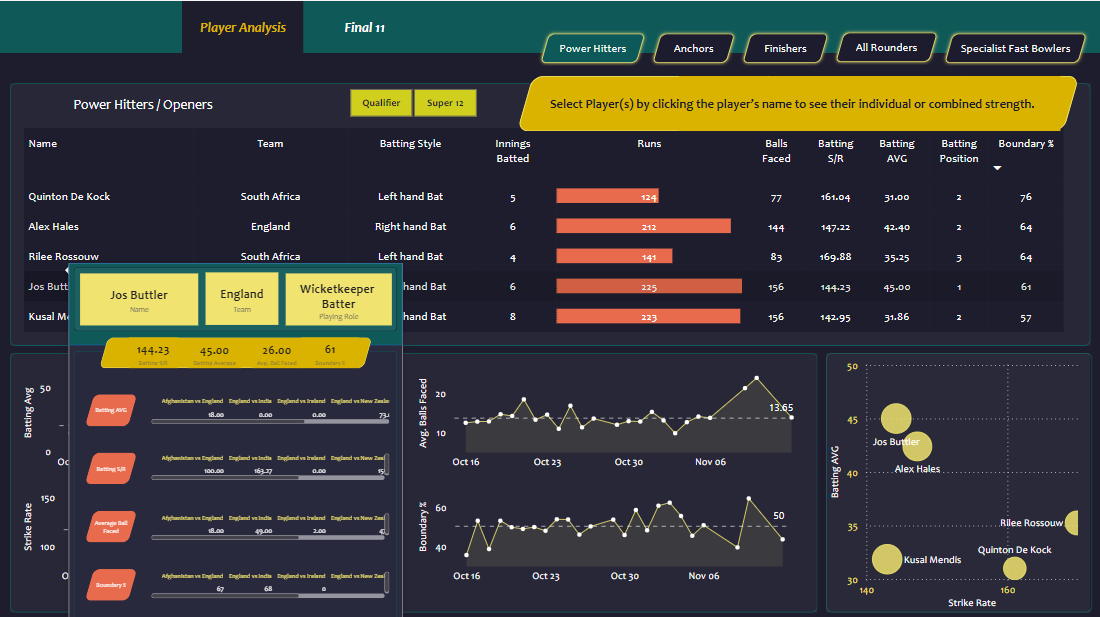 Player Analysis
Final 11
Power Hitters
Anchors
Finishers
All Rounders
Specialist Fast Bowlers
Power Hitters / Openers
Qualifier
Super 12
Select Player(s) by clicking the player's name to see their individual or combined strength.
Name Team Batting Style Innings Batted Runs Balls Faced Batting S/R Batting AVG Batting Position Boundary %
Quinton De Kock South Africa Left hand Bat 5 124 77 161.04 31.00 2 76
Alex Hales England Right hand Bat 6 212 144 147.22 42.40 2 64
Rilee Rossouw South Africa Left hand Bat 4 141 83 169.88 35.25 3 64
Jos Butt hand Bat 6 225 156 144.23 45.00 1 61
Kusal Me hand Bat 8 223 156 142.95 31.86 2 57
Jos Buttler
Name
England
Team
Wicketkeeper
Batter
Playing Role
144.23 45.00 26.00 61
Batting S/R Batting Average Avg. Ball Faced Boundary %
Batting AVG
Afghanistan vs England England vs India England vs Ireland England vs New Zeala
18.00 0.00 0.00 73.
Batting S/R
Afghanistan vs England England vs India England vs Ireland England vs New Zeal
100.00 163.27 0.00 15
Average Ball
Faced
Afghanistan vs England England vs India England vs Ireland England vs New Zeal
18.00 49.00 2.00 4
Boundary %
Afghanistan vs England England vs India England vs Ireland England vs New Zeal
67 68 0
Batting Avg
50
0
Oc
Strike Rate
150
100
O
Avg. Balls Faced
20
10
13.65
Oct 16 Oct 23 Oct 30 Nov 06
Boundary %
60
40
50
Oct 16 Oct 23 Oct 30 Nov 06
Batting AVG
50
45
40
35
30
Jos Buttler
Alex Hales
Rilee Rossouw
Quinton De Kock
Kusal Mendis
140 160
Strike Rate